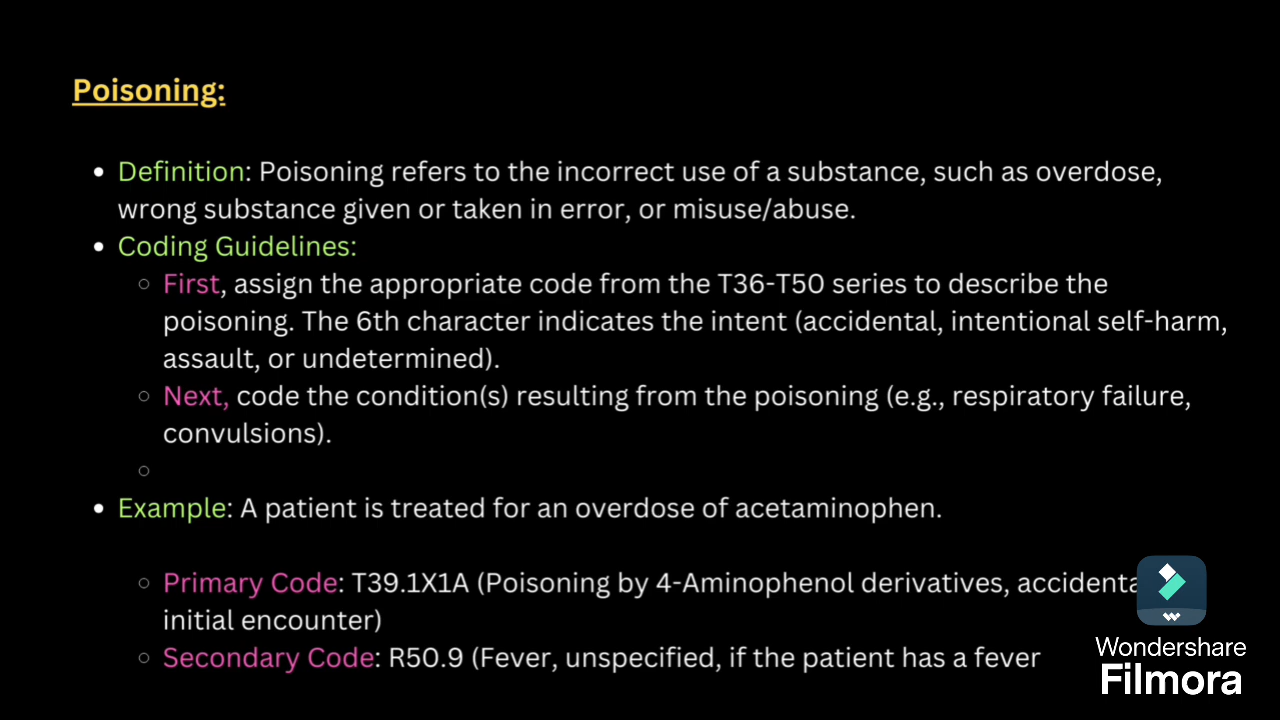 Poisoning:
Definition: Poisoning refers to the incorrect use of a substance, such as overdose,
wrong substance given or taken in error, or misuse/abuse.
Coding Guidelines:
First, assign the appropriate code from the T36-T50 series to describe the
poisoning. The 6th character indicates the intent (accidental, intentional self-harm,
assault, or undetermined).
Next, code the condition(s) resulting from the poisoning (e.g., respiratory failure,
convulsions).
Example: A patient is treated for an overdose of acetaminophen.
Primary Code: T39.1X1A (Poisoning by 4-Aminophenol derivatives,
initial encounter)
Secondary Code: R50.9 (Fever, unspecified, if the patient has a fever
Wondershare
Filmora